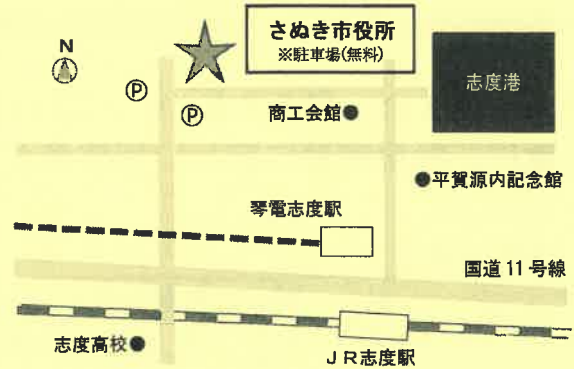 さぬき市役所
※駐車場(無料)
N
志度港
P
P
商工会館
平賀源内記念館
琴電志度駅
国道11号線
志度高校
JR志度駅